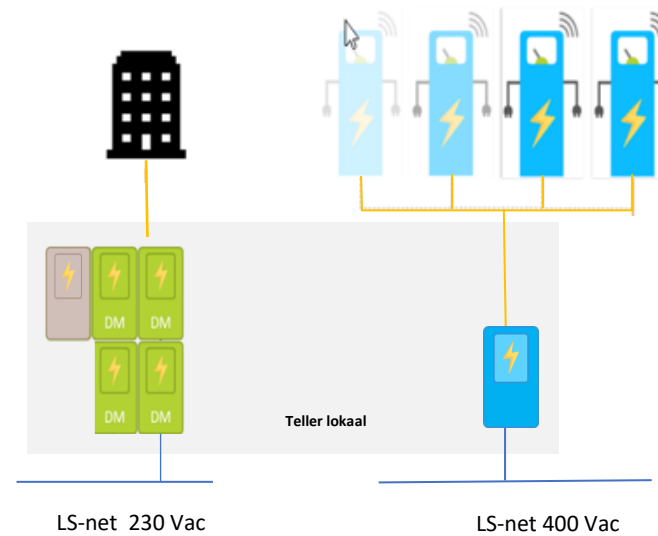 DM DM
DM DM
Teller lokaal
LS-net 230 Vac
LS-net 400 Vac